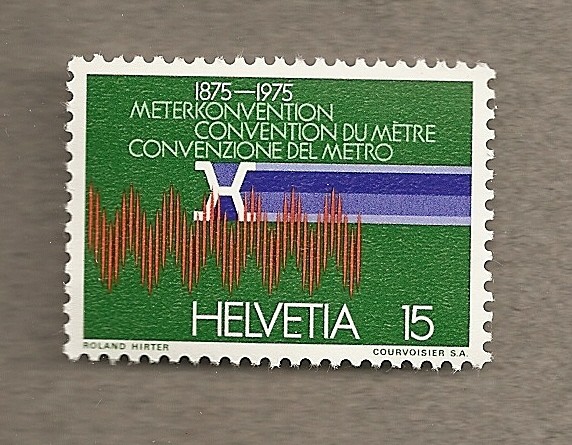 1875—1975
METERKONVENTION
CONVENTION DU MÈTRE
CONVENZIONE DEL METRO
HELVETIA 15
ROLAND HIRTER
COURVOISIER S.A.